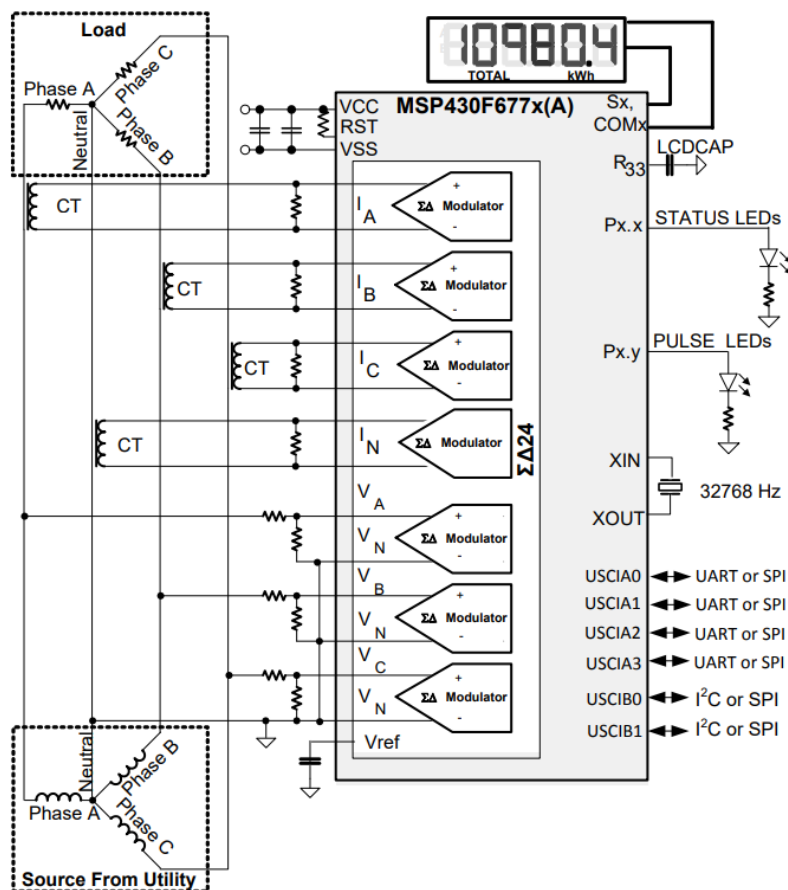 Load
Phase A
Phase C
Phase B
Neutral
10980.4
TOTAL kWh
MSP430F677x(A)
VCC
RST
VSS
Sx,
COMx
R33
LCDCAP
Px.x
STATUS LEDs
Px.y
PULSE LEDs
XIN
XOUT
32768 Hz
CT
IA
+
ΣΔ Modulator
-
CT
IB
+
ΣΔ Modulator
-
CT
IC
+
ΣΔ Modulator
-
CT
IN
ΣΔ Modulator
ΣΔ24
VA
+
ΣΔ Modulator
VN
-
VB
+
ΣΔ Modulator
VN
-
VC
+
ΣΔ Modulator
VN
-
Vref
USCIA0 UART or SPI
USCIA1 UART or SPI
USCIA2 UART or SPI
USCIA3 UART or SPI
USCIB0 I²C or SPI
USCIB1 I²C or SPI
Neutral
Phase B
Phase A
Phase C
Source From Utility